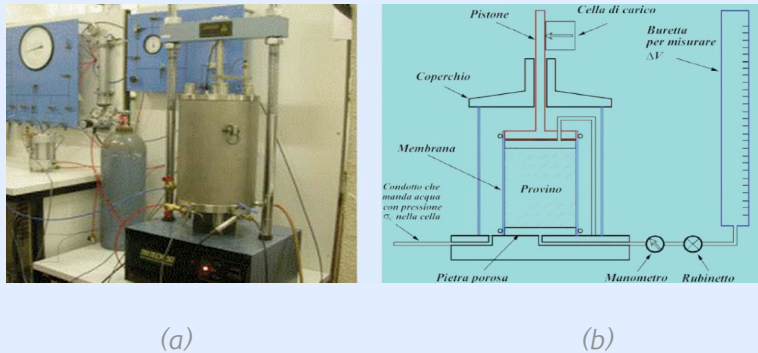 Pistone
Cella di carico
Buretta
per misurare
ΔV
Coperchio
Membrana
Provino
Condotto che
manda acqua
con pressione
σc nella cella
Pietra porosa
Manometro
Rubinetto
(a)
(b)